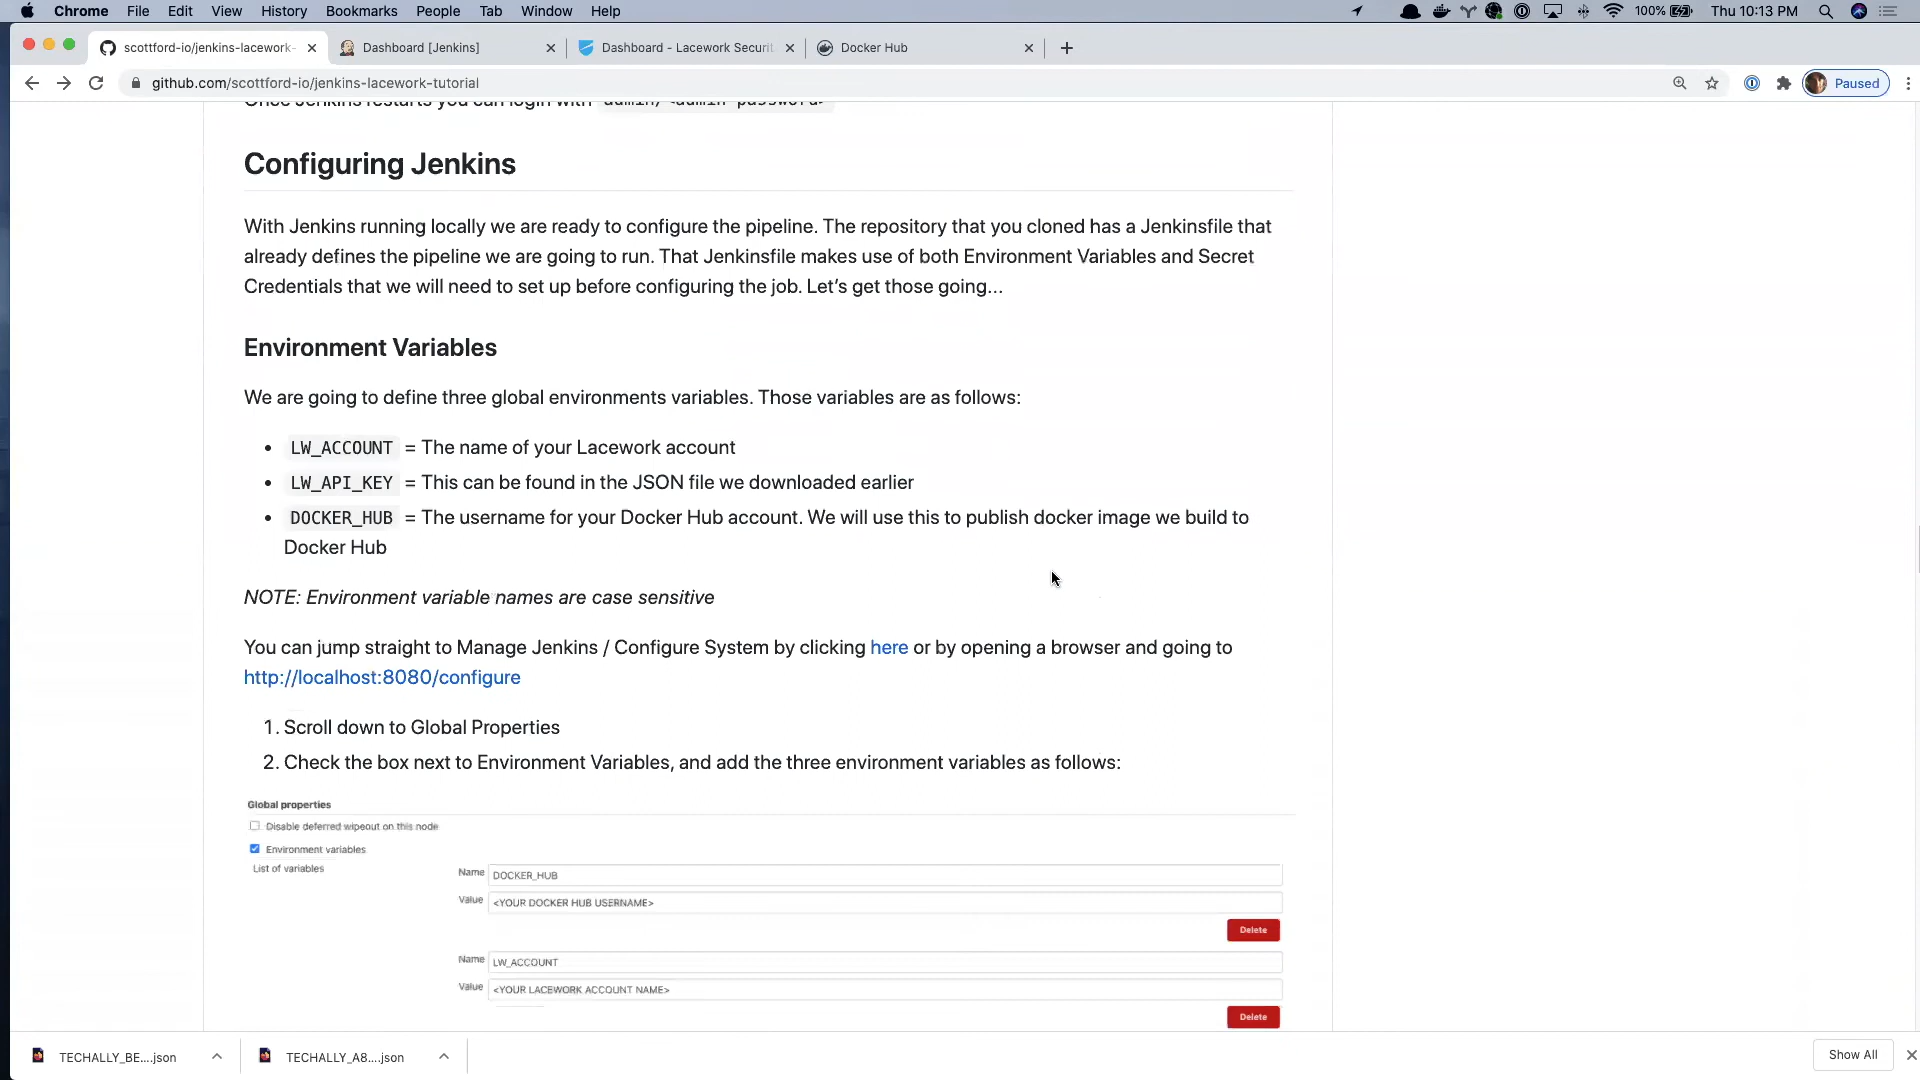 Chrome File Edit View History Bookmarks People Tab Window Help 100% Thu 10:13 PM
scottford-io/jenkins-lacework- Dashboard [Jenkins] Dashboard - Lacework Securit Docker Hub
github.com/scottford-io/jenkins-lacework-tutorial Paused
Once Jenkins restarts you can login with admin/<admin password>
Configuring Jenkins
With Jenkins running locally we are ready to configure the pipeline. The repository that you cloned has a Jenkinsfile that
already defines the pipeline we are going to run. That Jenkinsfile makes use of both Environment Variables and Secret
Credentials that we will need to set up before configuring the job. Let’s get those going...
Environment Variables
We are going to define three global environments variables. Those variables are as follows:
• LW_ACCOUNT = The name of your Lacework account
• LW_API_KEY = This can be found in the JSON file we downloaded earlier
• DOCKER_HUB = The username for your Docker Hub account. We will use this to publish docker image we build to
Docker Hub
NOTE: Environment variable names are case sensitive
You can jump straight to Manage Jenkins / Configure System by clicking here or by opening a browser and going to
http://localhost:8080/configure
1. Scroll down to Global Properties
2. Check the box next to Environment Variables, and add the three environment variables as follows:
Global properties
Disable deferred wipeout on this node
Environment variables
List of variables
Name DOCKER_HUB
Value <YOUR DOCKER HUB USERNAME>
Delete
Name LW_ACCOUNT
Value <YOUR LACEWORK ACCOUNT NAME>
Delete
TECHALLY_BE....json TECHALLY_A8....json Show All